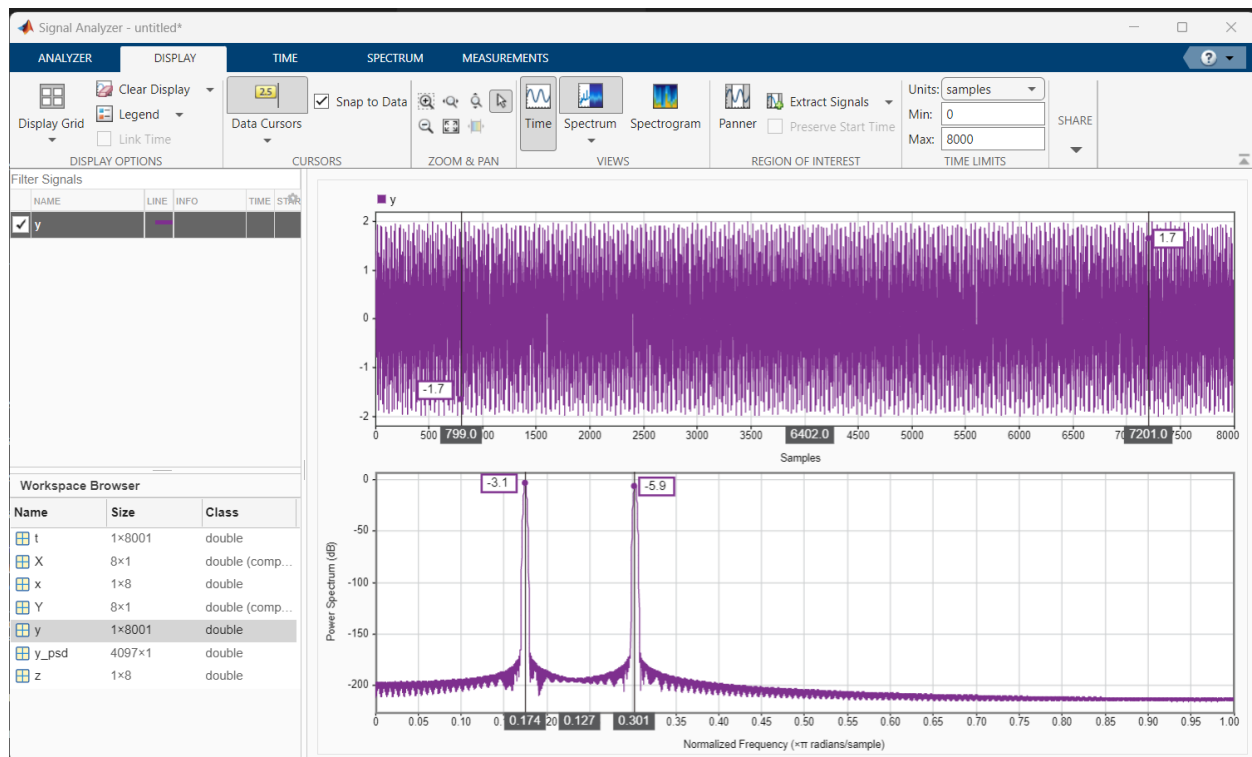 Signal Analyzer - untitled*
ANALYZER DISPLAY TIME SPECTRUM MEASUREMENTS
?
Display Grid
Clear Display
Legend
Link Time
DISPLAY OPTIONS
2.5
Data Cursors
Snap to Data
CURSORS
ZOOM & PAN
Time
Spectrum
Spectrogram
VIEWS
Panner
Extract Signals
Preserve Start Time
REGION OF INTEREST
Units: samples
Min: 0
Max: 8000
TIME LIMITS
SHARE
Filter Signals
NAME LINE INFO TIME
y
Workspace Browser
Name Size Class
t 1×8001 double
X 8×1 double (comp...
x 1×8 double
Y 8×1 double (comp...
y 1×8001 double
y_psd 4097×1 double
z 1×8 double
y
2
1
0
-1
-2
1.7
-1.7
0 500 799.0 00 1500 2000 2500 3000 3500 6402.0 4500 5000 5500 6000 6500 7201.0 7500 8000
Samples
0
-50
-100
-150
-200
Power Spectrum (dB)
-3.1
-5.9
0 0.05 0.10 0.174 20 0.127 0.301 0.35 0.40 0.45 0.50 0.55 0.60 0.65 0.70 0.75 0.80 0.85 0.90 0.95 1.00
Normalized Frequency (×π radians/sample)